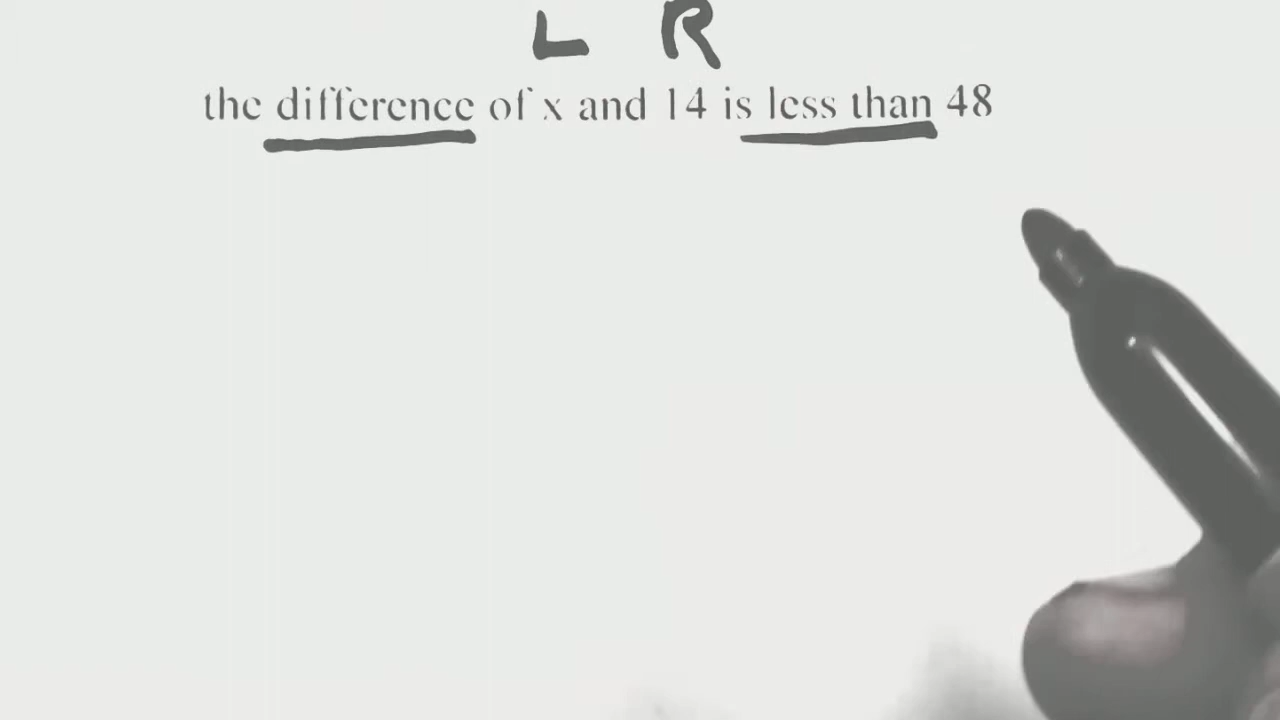 L R
the difference of x and 14 is less than 48